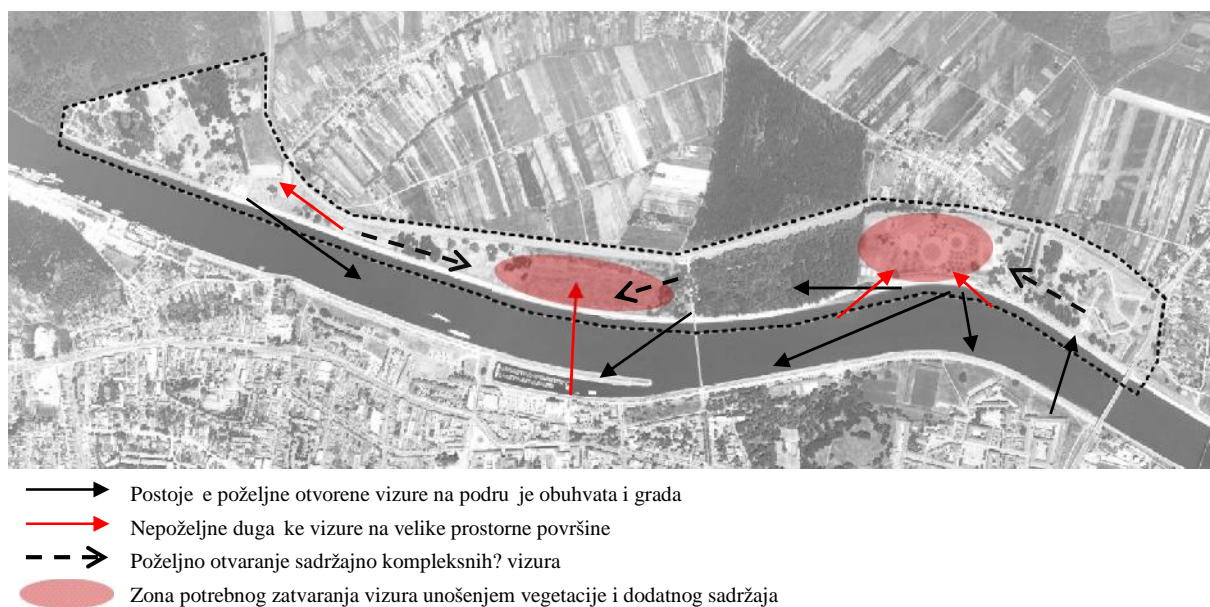 Postoje e poželjne otvorene vizure na podru je obuhvata i grada
Nepoželjne duga ke vizure na velike prostorne površine
Poželjno otvaranje sadržajno kompleksnih? vizura
Zona potrebnog zatvaranja vizura unošenjem vegetacije i dodatnog sadržaja